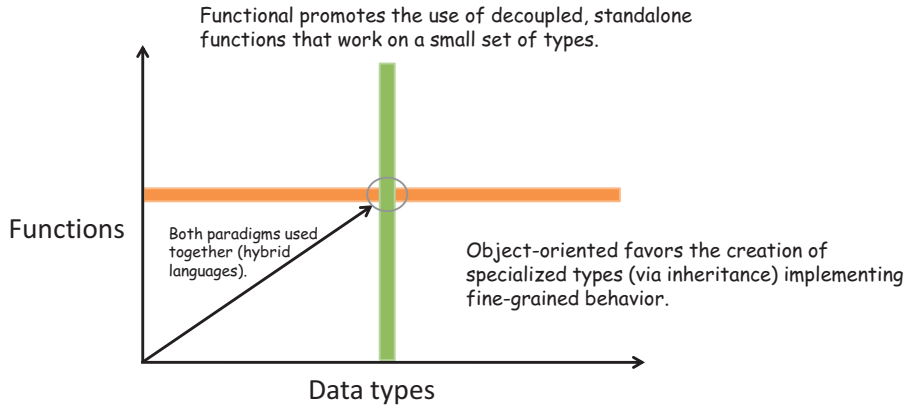 Functional promotes the use of decoupled, standalone
functions that work on a small set of types.
Functions
Both paradigms used
together (hybrid
languages).
Object-oriented favors the creation of
specialized types (via inheritance) implementing
fine-grained behavior.
Data types